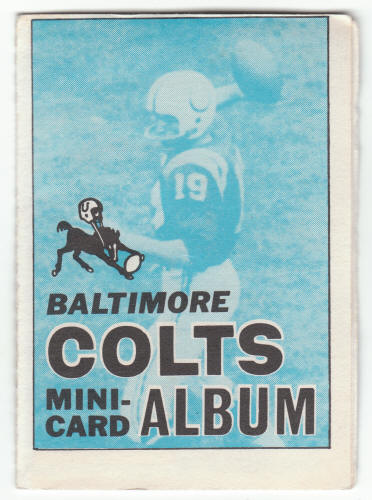 19
BALTIMORE
COLTS
MINI-
CARD ALBUM